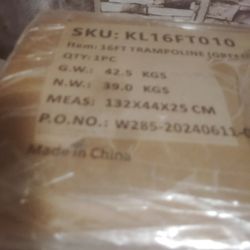 SKU: KL16FT010
Item: 16FT TRAMPOLINE
QTY: 1PC
G.W.: 42.5 KGS
N.W.: 39.0 KGS
MEAS: 132X44X25 CM
P.O.NO.: W285-20240611-
Made in China